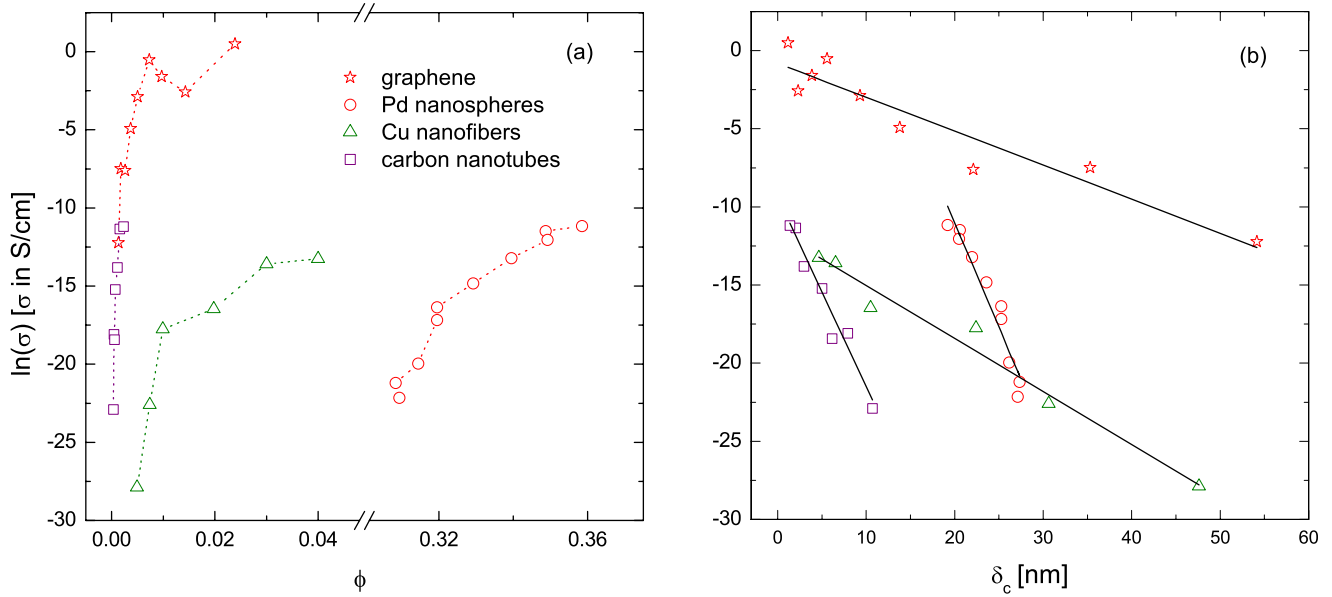 (a)
graphene
Pd nanospheres
Cu nanofibers
carbon nanotubes
ln(σ) [σ in S/cm]
0
-5
-10
-15
-20
-25
-30
0.00 0.02 0.04 0.32 0.36
ϕ
(b)
0
-5
-10
-15
-20
-25
-30
0 10 20 30 40 50 60
δc [nm]